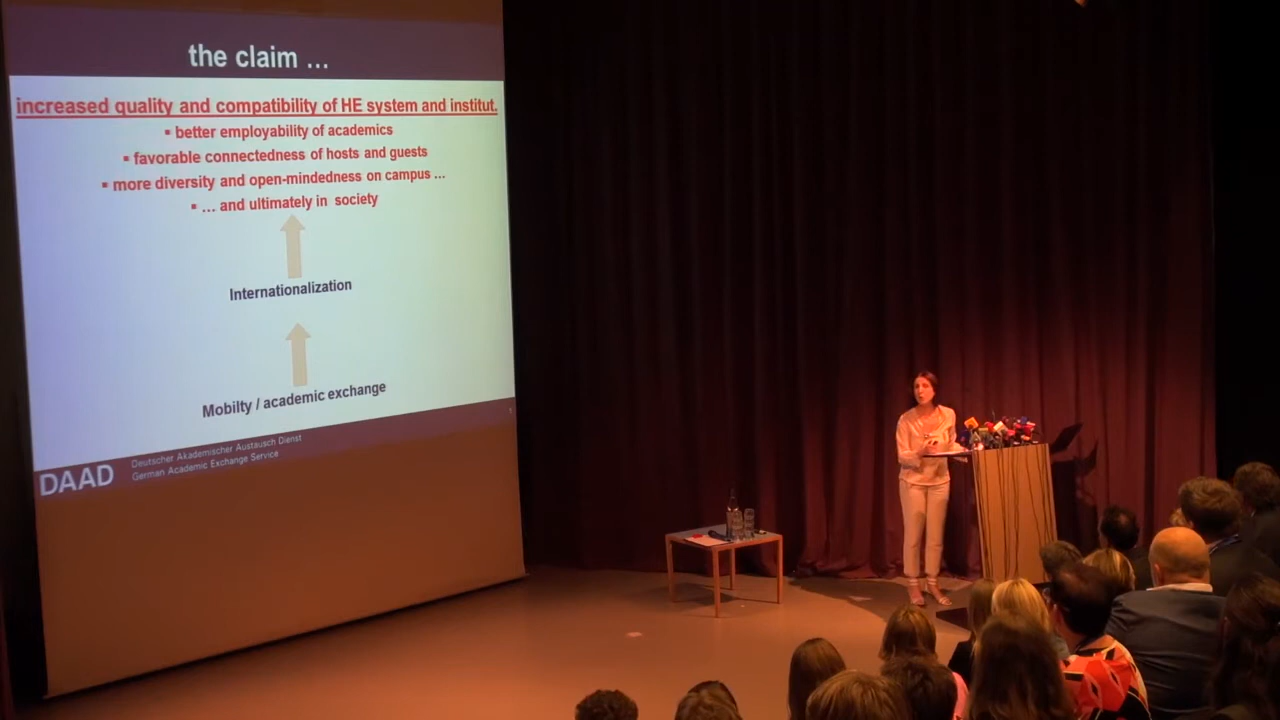 the claim …
increased quality and compatibility of HE system and institut.
▪ better employability of academics
▪ favorable connectedness of hosts and guests
▪ more diversity and open-mindedness on campus …
▪ … and ultimately in society
Internationalization
Mobilty / academic exchange
DAAD
Deutscher Akademischer Austausch Dienst
German Academic Exchange Service